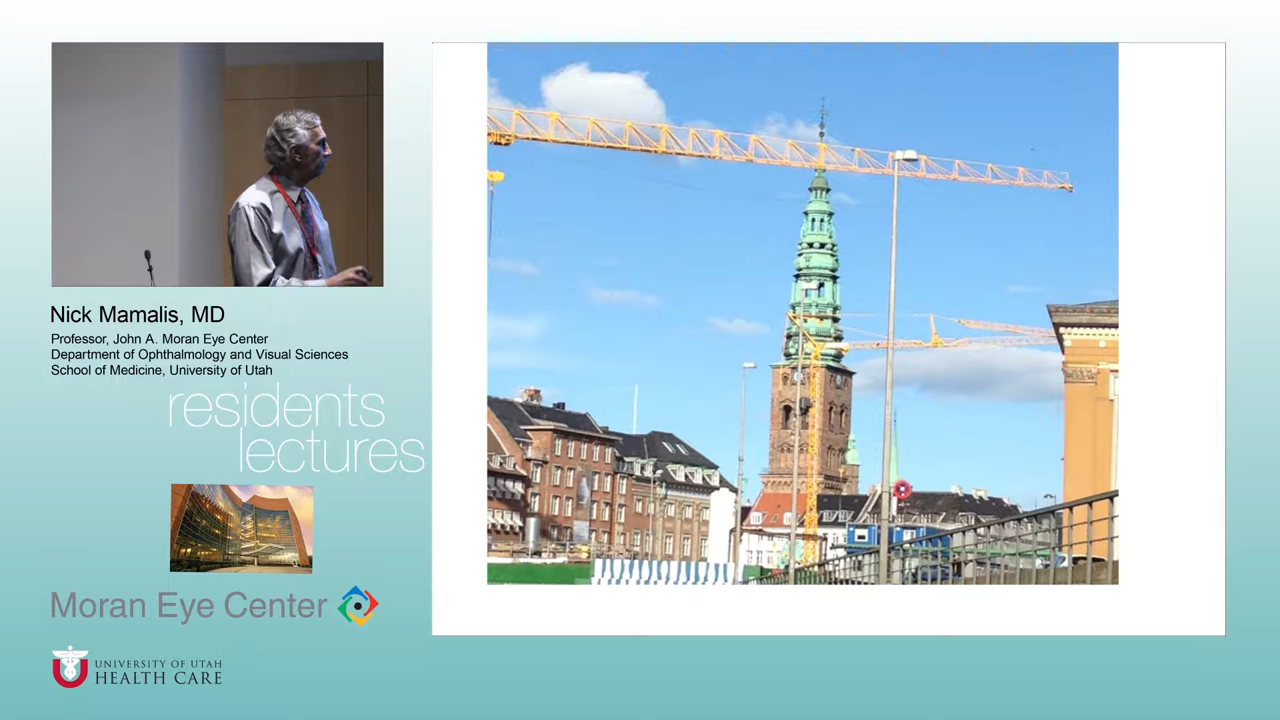 Nick Mamalis, MD
Professor, John A. Moran Eye Center
Department of Ophthalmology and Visual Sciences
School of Medicine, University of Utah
residents
lectures
Moran Eye Center
UNIVERSITY OF UTAH
HEALTH CARE